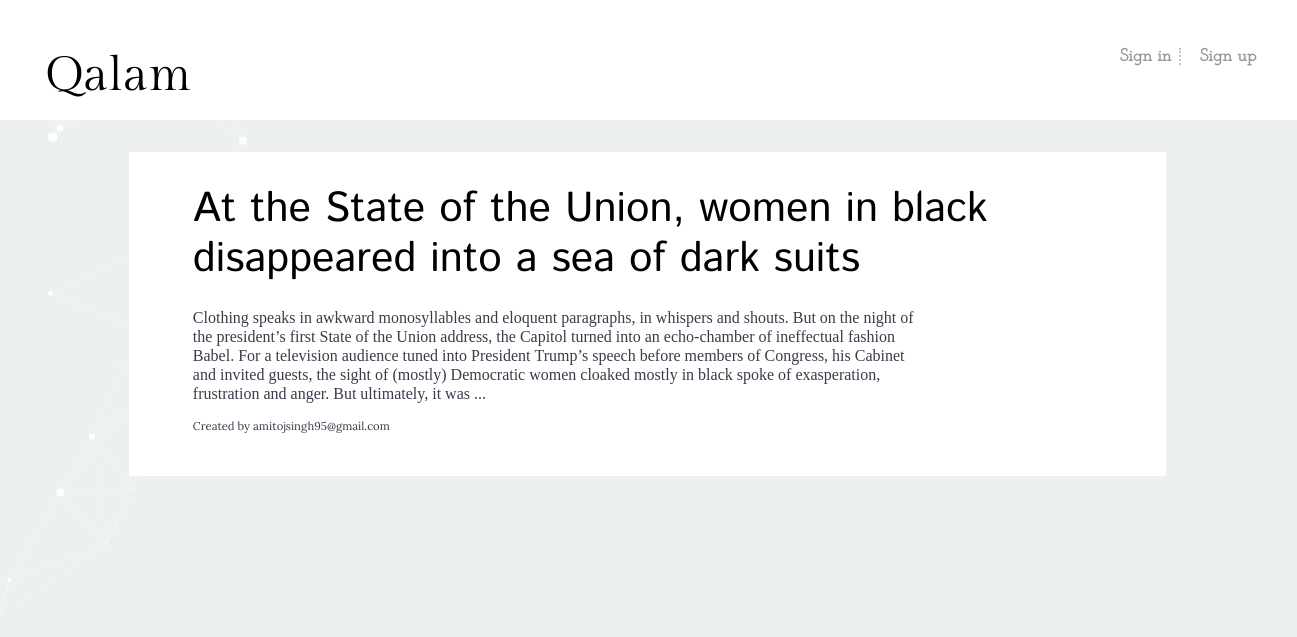 Qalam
Sign in
Sign up
At the State of the Union, women in black
disappeared into a sea of dark suits
Clothing speaks in awkward monosyllables and eloquent paragraphs, in whispers and shouts. But on the night of
the president’s first State of the Union address, the Capitol turned into an echo-chamber of ineffectual fashion
Babel. For a television audience tuned into President Trump’s speech before members of Congress, his Cabinet
and invited guests, the sight of (mostly) Democratic women cloaked mostly in black spoke of exasperation,
frustration and anger. But ultimately, it was ...
Created by amitojsingh95@gmail.com